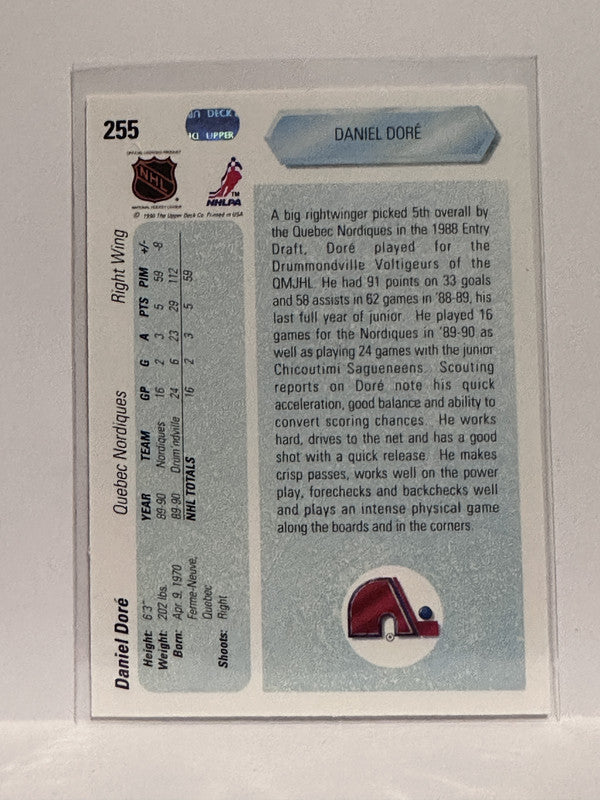 255
UPPER DECK
DANIEL DORÉ
OFFICIAL LICENSED PRODUCT
NHL
NATIONAL HOCKEY LEAGUE
NHLPA
TM
© 1990 The Upper Deck Co. Printed in USA
A big rightwinger picked 5th overall by
the Quebec Nordiques in the 1988 Entry
Draft, Doré played for the
Drummondville Voltigeurs of the
QMJHL. He had 91 points on 33 goals
and 58 assists in 62 games in '88-89, his
last full year of junior. He played 16
games for the Nordiques in '89-90 as
well as playing 24 games with the junior
Chicoutimi Sagueneens. Scouting
reports on Doré note his quick
acceleration, good balance and ability to
convert scoring chances. He works
hard, drives to the net and has a good
shot with a quick release. He makes
crisp passes, works well on the power
play, forechecks and backchecks well
and plays an intense physical game
along the boards and in the corners.
Daniel Doré Quebec Nordiques Right Wing
Height: 6'3"
Weight: 202 lbs.
Born: Apr. 9, 1970
Ferme-Neuve,
Quebec
Shoots: Right
YEAR TEAM GP G A PTS PIM +/-
89-90 Nordiques 16 2 3 5 59 -8
89-90 Drum'ndville 24 6 23 29 112
NHL TOTALS 16 2 3 5 59